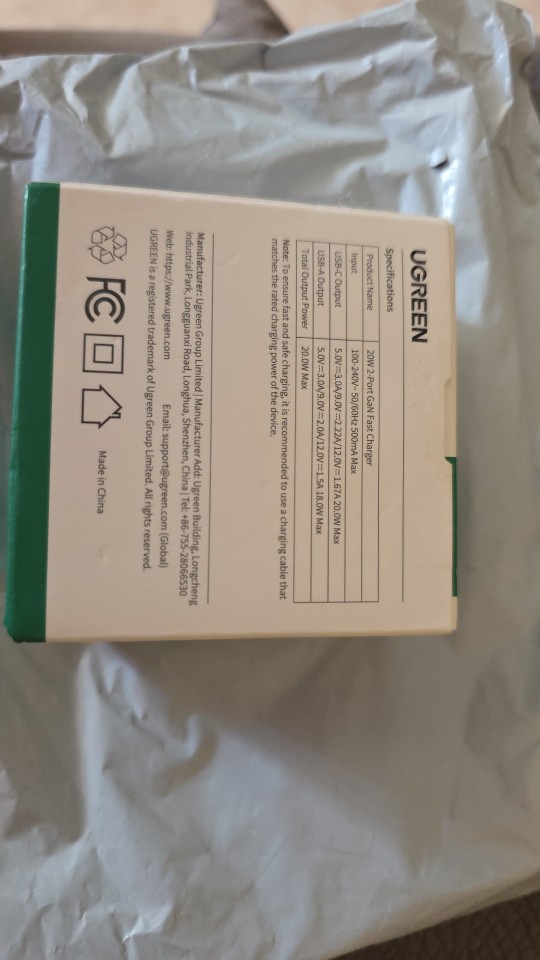 UGREEN
Specifications
Product Name 20W 2-Port GaN Fast Charger
Input 100-240V~ 50/60Hz 500mA Max
USB-C Output 5.0V⎓3.0A/9.0V⎓2.22A/12.0V⎓1.67A 20.0W Max
USB-A Output 5.0V⎓3.0A/9.0V⎓2.0A/12.0V⎓1.5A 18.0W Max
Total Output Power 20.0W Max
Note: To ensure fast and safe charging, it is recommended to use a charging cable that
matches the rated charging power of the device.
Manufacturer: Ugreen Group Limited | Manufacturer Add: Ugreen Building, Longcheng
Industrial Park, Longguanxi Road, Longhua, Shenzhen, China | Tel: +86-755-28066530
Web: https://www.ugreen.com Email: support@ugreen.com (Global)
UGREEN is a registered trademark of Ugreen Group Limited. All rights reserved.
FC Made in China